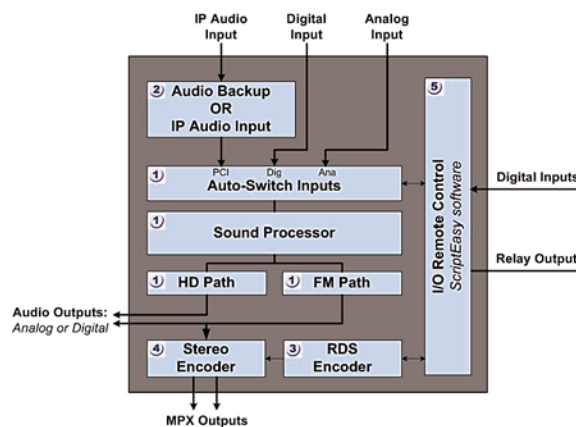 IP Audio Input
Digital Input
Analog Input
2 Audio Backup
OR
IP Audio Input
5
PCI Dig Ana
1 Auto-Switch Inputs
1 Sound Processor
I/O Remote Control
ScriptEasy software
Digital Inputs
Relay Output
1 HD Path
1 FM Path
Audio Outputs:
Analog or Digital
4 Stereo
Encoder
3 RDS
Encoder
MPX Outputs